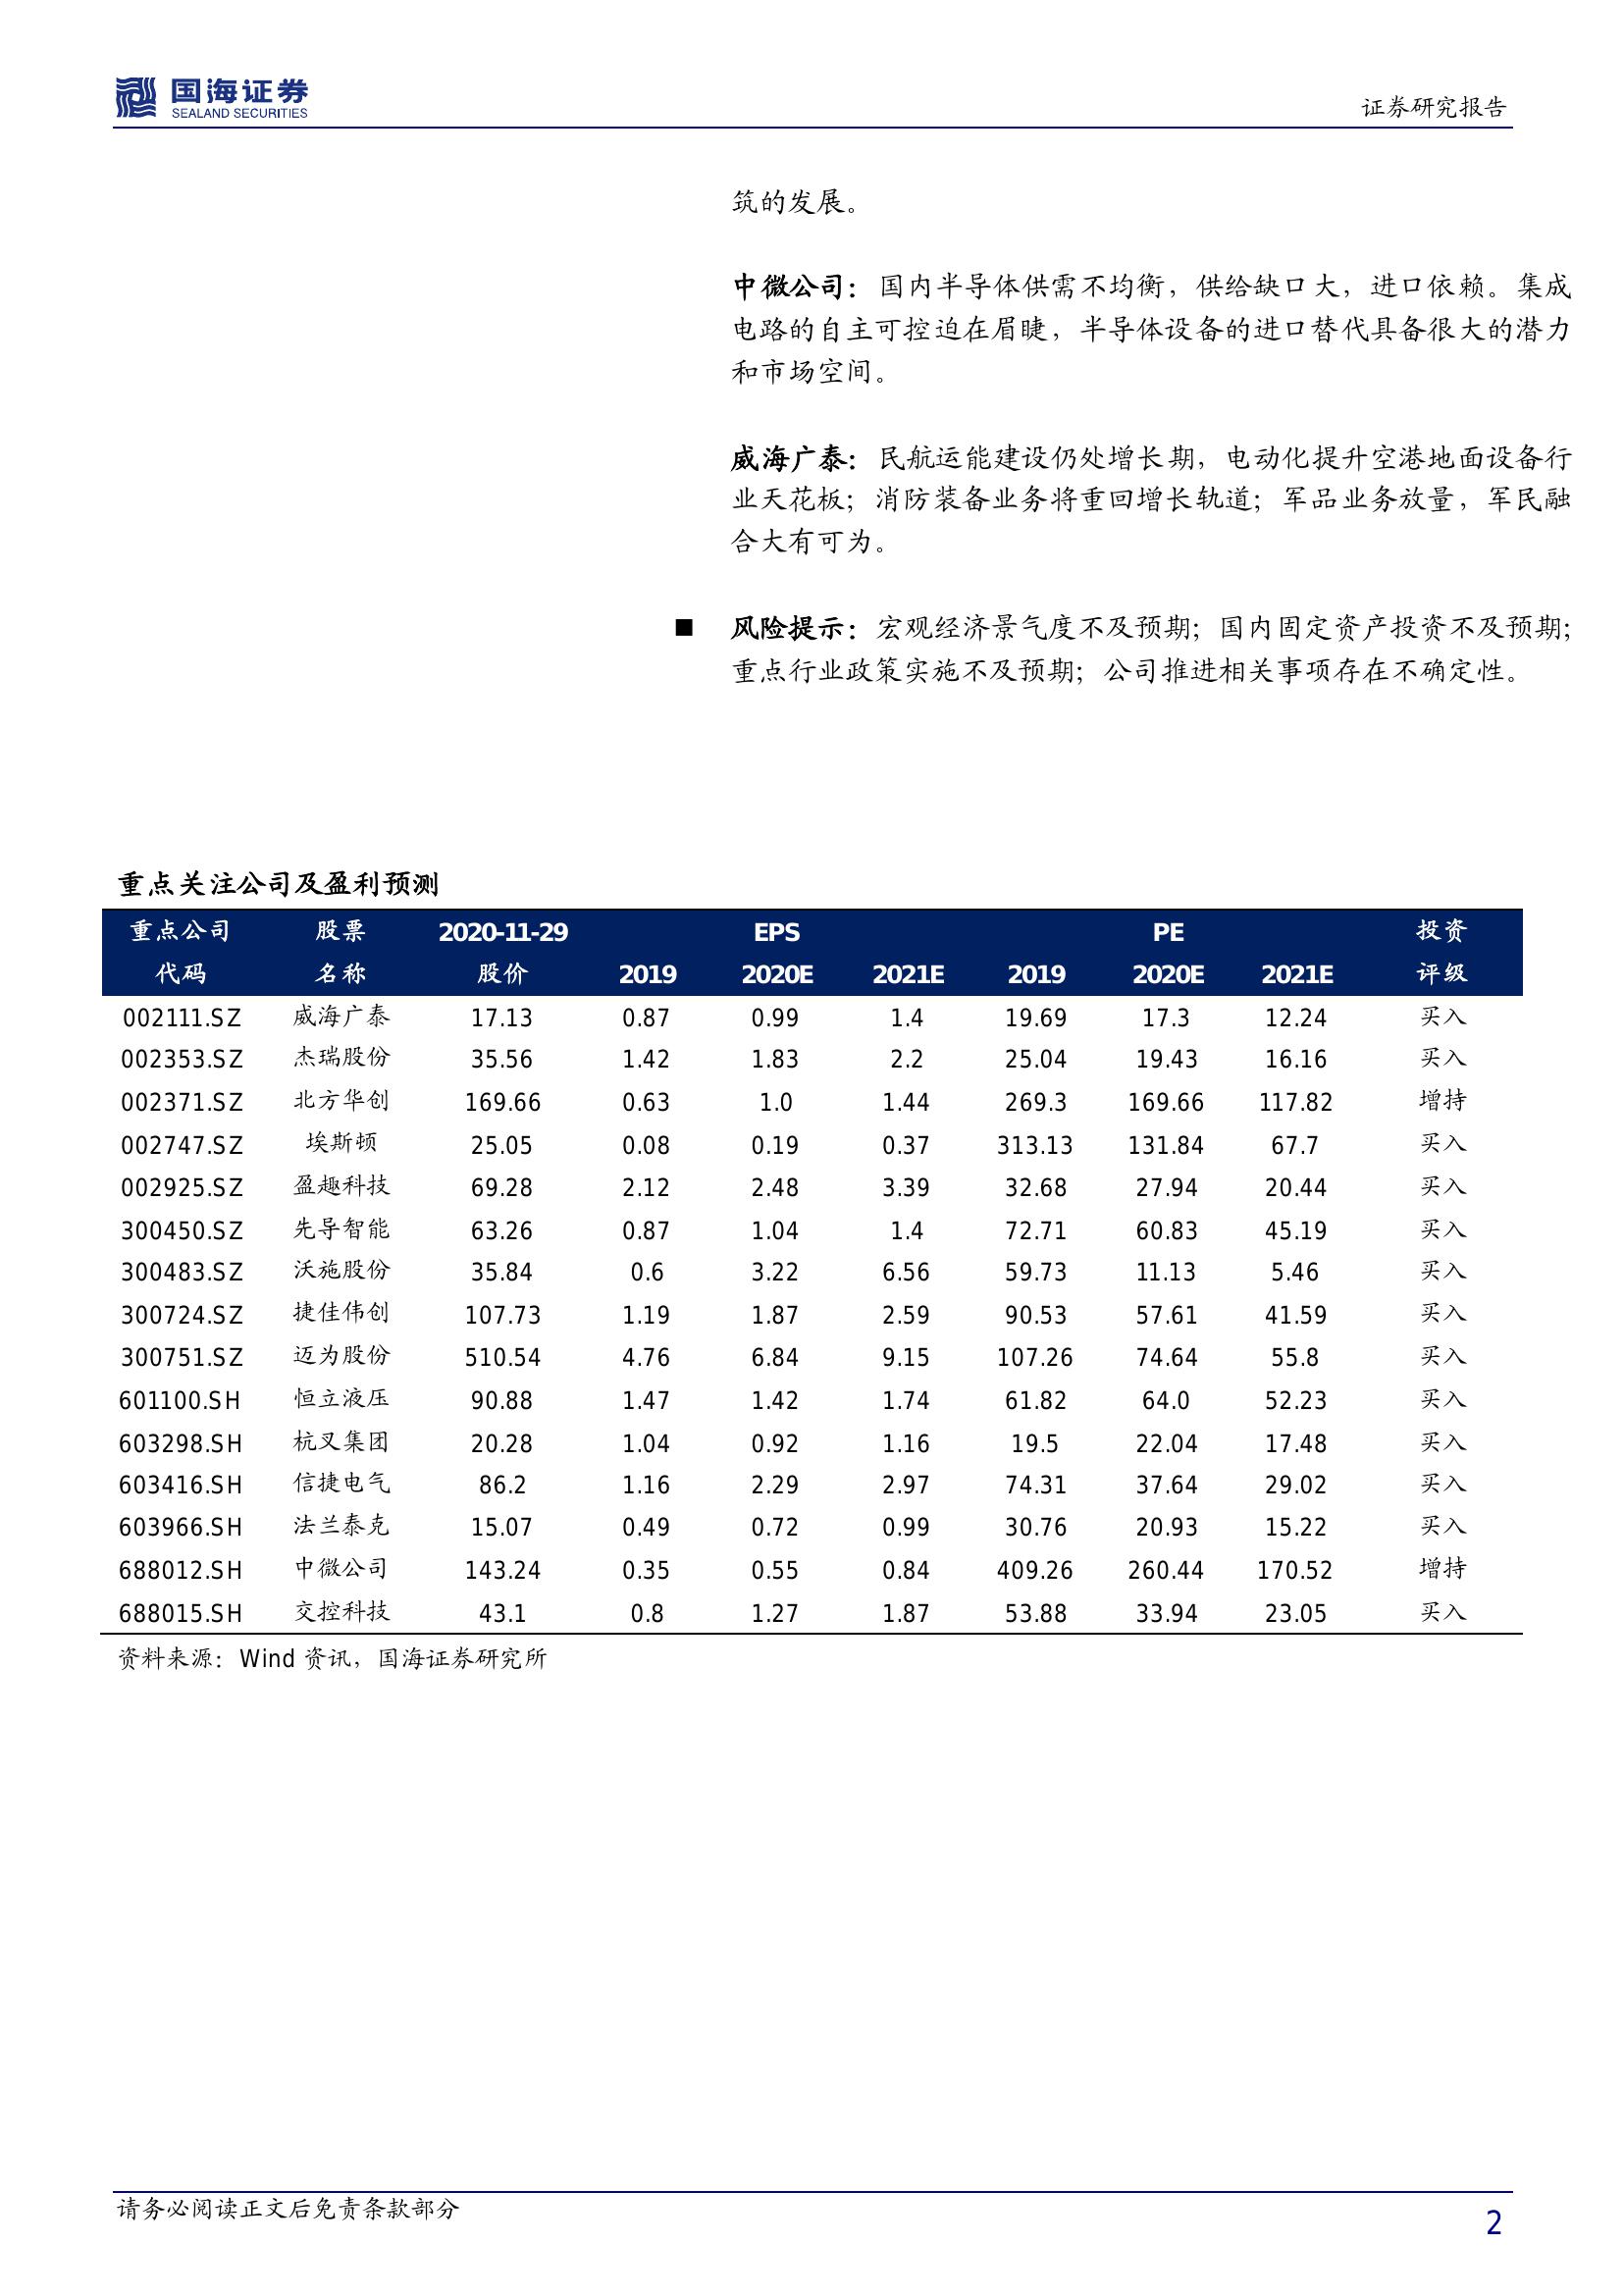 国海证券
SEALAND SECURITIES
证券研究报告
筑的发展。
中微公司：国内半导体供需不均衡，供给缺口大，进口依赖。集成
电路的自主可控迫在眉睫，半导体设备的进口替代具备很大的潜力
和市场空间。
威海广泰：民航运能建设仍处增长期，电动化提升空港地面设备行
业天花板；消防装备业务将重回增长轨道；军品业务放量，军民融
合大有可为。
■ 风险提示：宏观经济景气度不及预期；国内固定资产投资不及预期；
重点行业政策实施不及预期；公司推进相关事项存在不确定性。
重点关注公司及盈利预测
重点公司 股票 2020-11-29 EPS PE 投资
代码 名称 股价 2019 2020E 2021E 2019 2020E 2021E 评级
002111.SZ 威海广泰 17.13 0.87 0.99 1.4 19.69 17.3 12.24 买入
002353.SZ 杰瑞股份 35.56 1.42 1.83 2.2 25.04 19.43 16.16 买入
002371.SZ 北方华创 169.66 0.63 1.0 1.44 269.3 169.66 117.82 增持
002747.SZ 埃斯顿 25.05 0.08 0.19 0.37 313.13 131.84 67.7 买入
002925.SZ 盈趣科技 69.28 2.12 2.48 3.39 32.68 27.94 20.44 买入
300450.SZ 先导智能 63.26 0.87 1.04 1.4 72.71 60.83 45.19 买入
300483.SZ 沃施股份 35.84 0.6 3.22 6.56 59.73 11.13 5.46 买入
300724.SZ 捷佳伟创 107.73 1.19 1.87 2.59 90.53 57.61 41.59 买入
300751.SZ 迈为股份 510.54 4.76 6.84 9.15 107.26 74.64 55.8 买入
601100.SH 恒立液压 90.88 1.47 1.42 1.74 61.82 64.0 52.23 买入
603298.SH 杭叉集团 20.28 1.04 0.92 1.16 19.5 22.04 17.48 买入
603416.SH 信捷电气 86.2 1.16 2.29 2.97 74.31 37.64 29.02 买入
603966.SH 法兰泰克 15.07 0.49 0.72 0.99 30.76 20.93 15.22 买入
688012.SH 中微公司 143.24 0.35 0.55 0.84 409.26 260.44 170.52 增持
688015.SH 交控科技 43.1 0.8 1.27 1.87 53.88 33.94 23.05 买入
资料来源：Wind 资讯，国海证券研究所
请务必阅读正文后免责条款部分
2